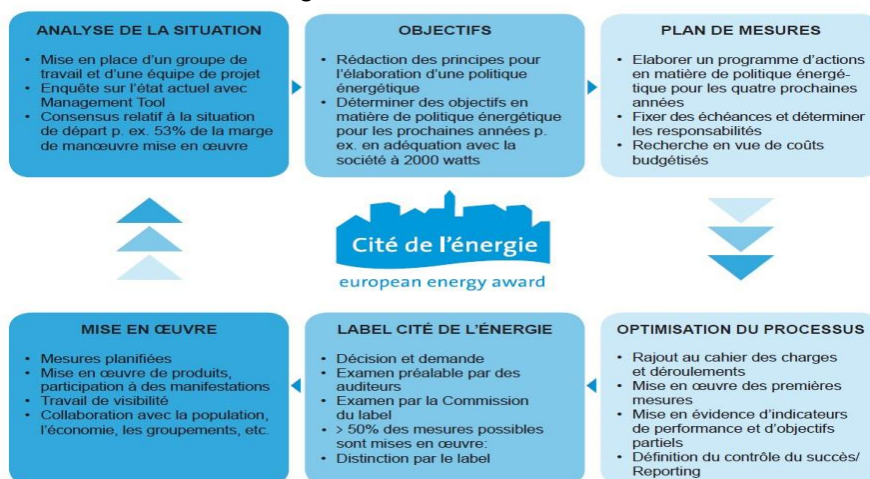 ANALYSE DE LA SITUATION
• Mise en place d'un groupe de
travail et d'une équipe de projet
• Enquête sur l'état actuel avec
Management Tool
• Consensus relatif à la situation
de départ p. ex. 53% de la marge
de manœuvre mise en œuvre
OBJECTIFS
• Rédaction des principes pour
l'élaboration d'une politique
énergétique
• Déterminer des objectifs en
matière de politique énergétique
pour les prochaines années p.
ex. en adéquation avec la
société à 2000 watts
PLAN DE MESURES
• Elaborer un programme d'actions
en matière de politique énergé-
tique pour les quatre prochaines
années
• Fixer des échéances et déterminer
les responsabilités
• Recherche en vue de coûts
budgétisés
Cité de l'énergie
european energy award
MISE EN ŒUVRE
• Mesures planifiées
• Mise en œuvre de produits,
participation à des manifestations
• Travail de visibilité
• Collaboration avec la population,
l'économie, les groupements, etc.
LABEL CITÉ DE L'ÉNERGIE
• Décision et demande
• Examen préalable par des
auditeurs
• Examen par la Commission
du label
• > 50% des mesures possibles
sont mises en œuvre:
• Distinction par le label
OPTIMISATION DU PROCESSUS
• Rajout au cahier des charges
et déroulements
• Mise en œuvre des premières
mesures
• Mise en évidence d'indicateurs
de performance et d'objectifs
partiels
• Définition du contrôle du succès/
Reporting